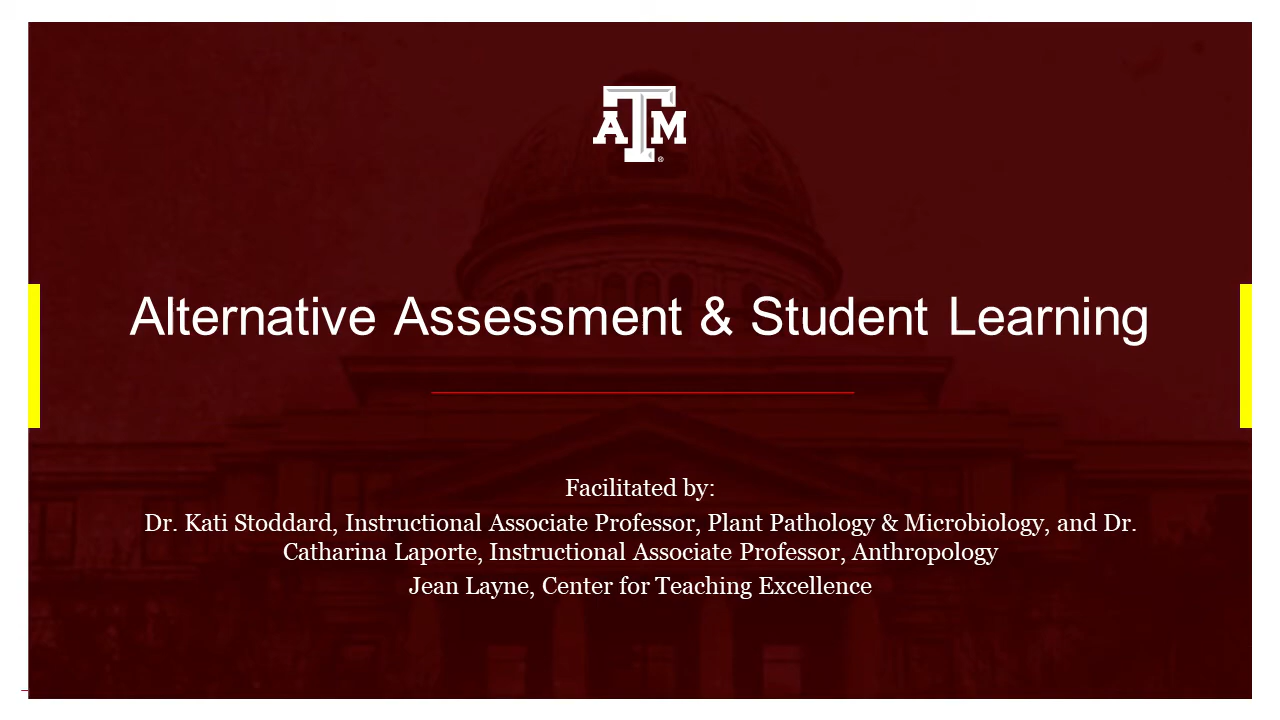 ATM
®
Alternative Assessment & Student Learning
Facilitated by:
Dr. Kati Stoddard, Instructional Associate Professor, Plant Pathology & Microbiology, and Dr.
Catharina Laporte, Instructional Associate Professor, Anthropology
Jean Layne, Center for Teaching Excellence